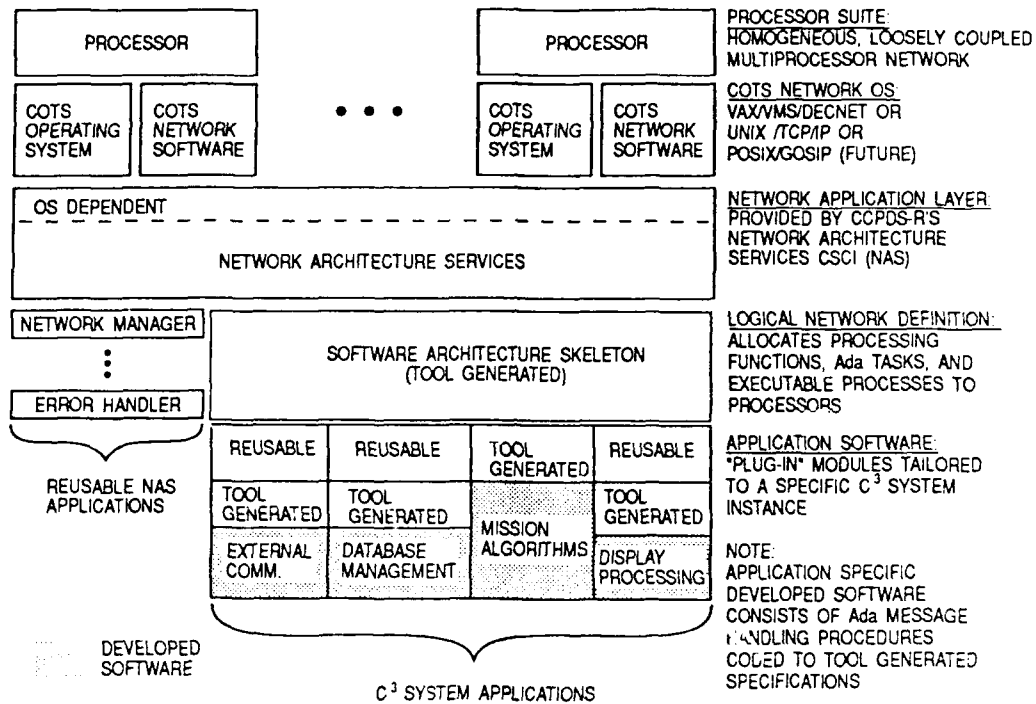 PROCESSOR
PROCESSOR
PROCESSOR SUITE:
HOMOGENEOUS, LOOSELY COUPLED
MULTIPROCESSOR NETWORK
COTS
OPERATING
SYSTEM
COTS
NETWORK
SOFTWARE
• • •
COTS
OPERATING
SYSTEM
COTS
NETWORK
SOFTWARE
COTS NETWORK OS:
VAX/VMS/DECNET OR
UNIX /TCP/IP OR
POSIX/GOSIP (FUTURE)
OS DEPENDENT
NETWORK ARCHITECTURE SERVICES
NETWORK APPLICATION LAYER:
PROVIDED BY CCPDS-R'S
NETWORK ARCHITECTURE
SERVICES CSCI (NAS)
NETWORK MANAGER
ERROR HANDLER
REUSABLE NAS
APPLICATIONS
SOFTWARE ARCHITECTURE SKELETON
(TOOL GENERATED)
LOGICAL NETWORK DEFINITION:
ALLOCATES PROCESSING
FUNCTIONS, Ada TASKS, AND
EXECUTABLE PROCESSES TO
PROCESSORS
REUSABLE
TOOL
GENERATED
EXTERNAL
COMM.
REUSABLE
TOOL
GENERATED
DATABASE
MANAGEMENT
TOOL
GENERATED
MISSION
ALGORITHMS
REUSABLE
TOOL
GENERATED
DISPLAY
PROCESSING
APPLICATION SOFTWARE:
"PLUG-IN" MODULES TAILORED
TO A SPECIFIC C³ SYSTEM
INSTANCE
NOTE:
APPLICATION SPECIFIC
DEVELOPED SOFTWARE
CONSISTS OF Ada MESSAGE
HANDLING PROCEDURES
CODED TO TOOL GENERATED
SPECIFICATIONS
DEVELOPED
SOFTWARE
C³ SYSTEM APPLICATIONS